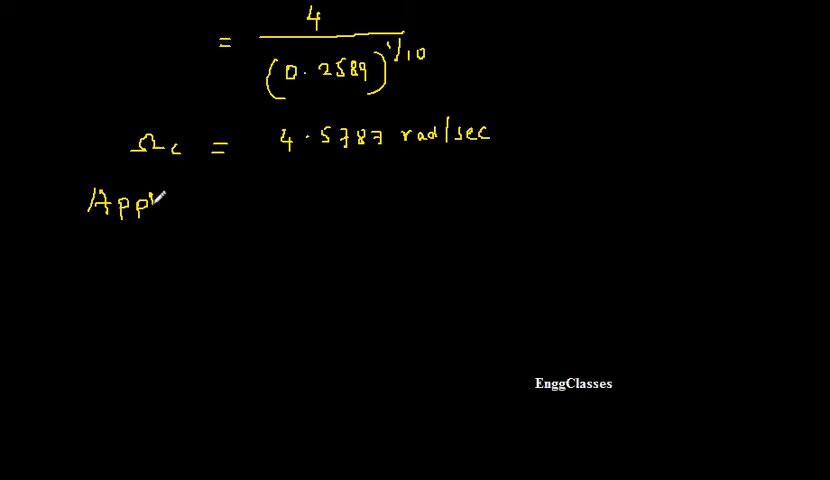 = 4 / (0.2589)^1/10
Ωc = 4.5787 rad/sec
App
EnggClasses